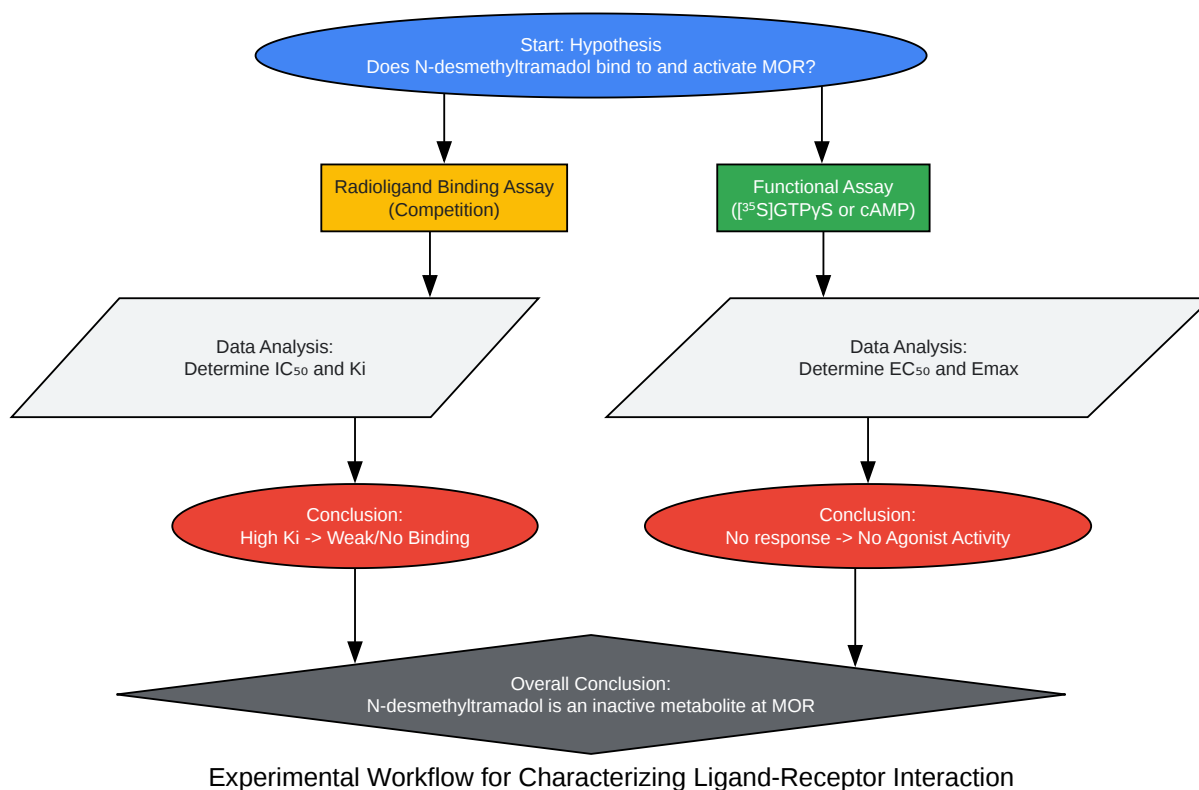 Start: Hypothesis
Does N-desmethyltramadol bind to and activate MOR?
Radioligand Binding Assay
(Competition)
Functional Assay
([³⁵S]GTPγS or cAMP)
Data Analysis:
Determine IC₅₀ and Ki
Data Analysis:
Determine EC₅₀ and Emax
Conclusion:
High Ki -> Weak/No Binding
Conclusion:
No response -> No Agonist Activity
Overall Conclusion:
N-desmethyltramadol is an inactive metabolite at MOR
Experimental Workflow for Characterizing Ligand-Receptor Interaction